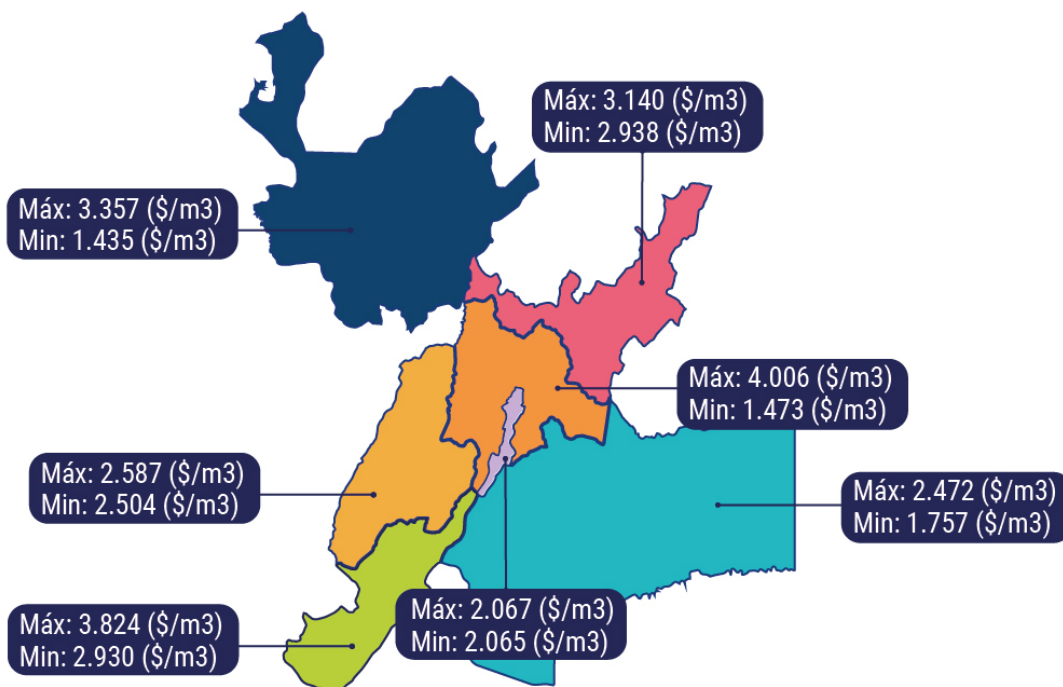 Máx: 3.140 ($/m3)
Min: 2.938 ($/m3)
Máx: 3.357 ($/m3)
Min: 1.435 ($/m3)
Máx: 4.006 ($/m3)
Min: 1.473 ($/m3)
Máx: 2.587 ($/m3)
Min: 2.504 ($/m3)
Máx: 2.472 ($/m3)
Min: 1.757 ($/m3)
Máx: 2.067 ($/m3)
Min: 2.065 ($/m3)
Máx: 3.824 ($/m3)
Min: 2.930 ($/m3)